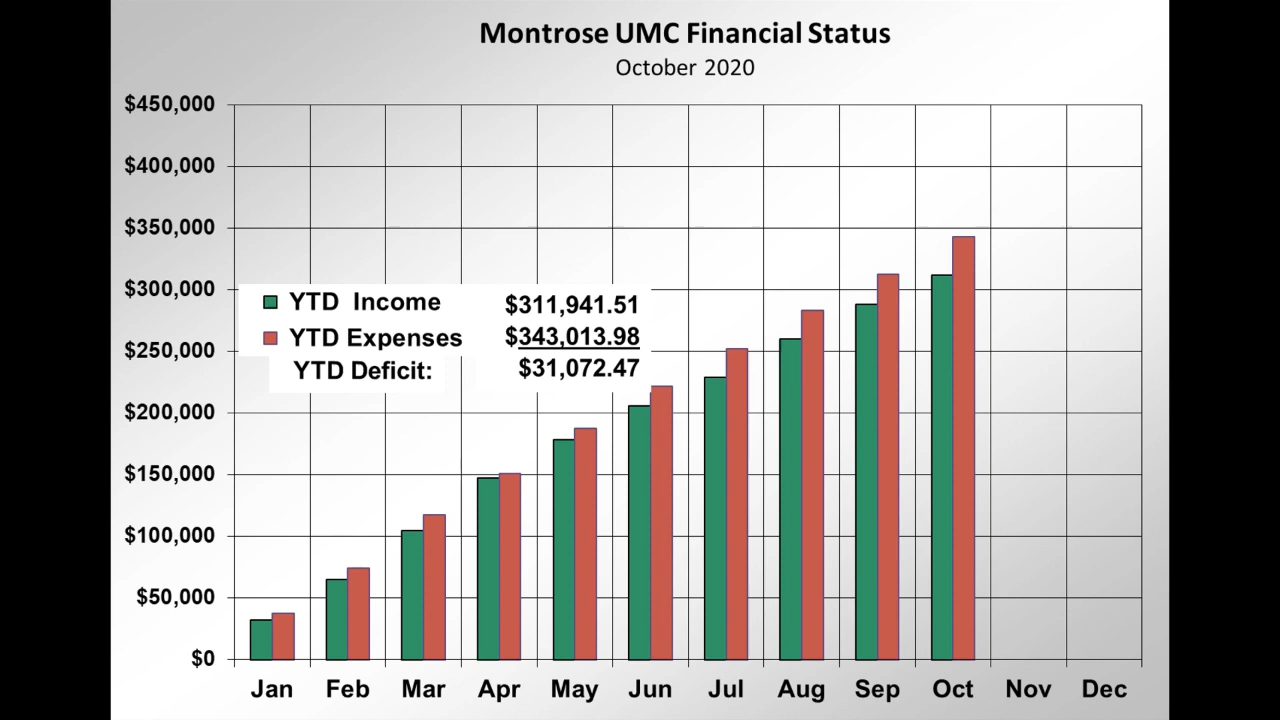 Montrose UMC Financial Status
October 2020
$450,000
$400,000
$350,000
$300,000
$250,000
$200,000
$150,000
$100,000
$50,000
$0
YTD Income $311,941.51
YTD Expenses $343,013.98
YTD Deficit: $31,072.47
Jan Feb Mar Apr May Jun Jul Aug Sep Oct Nov Dec